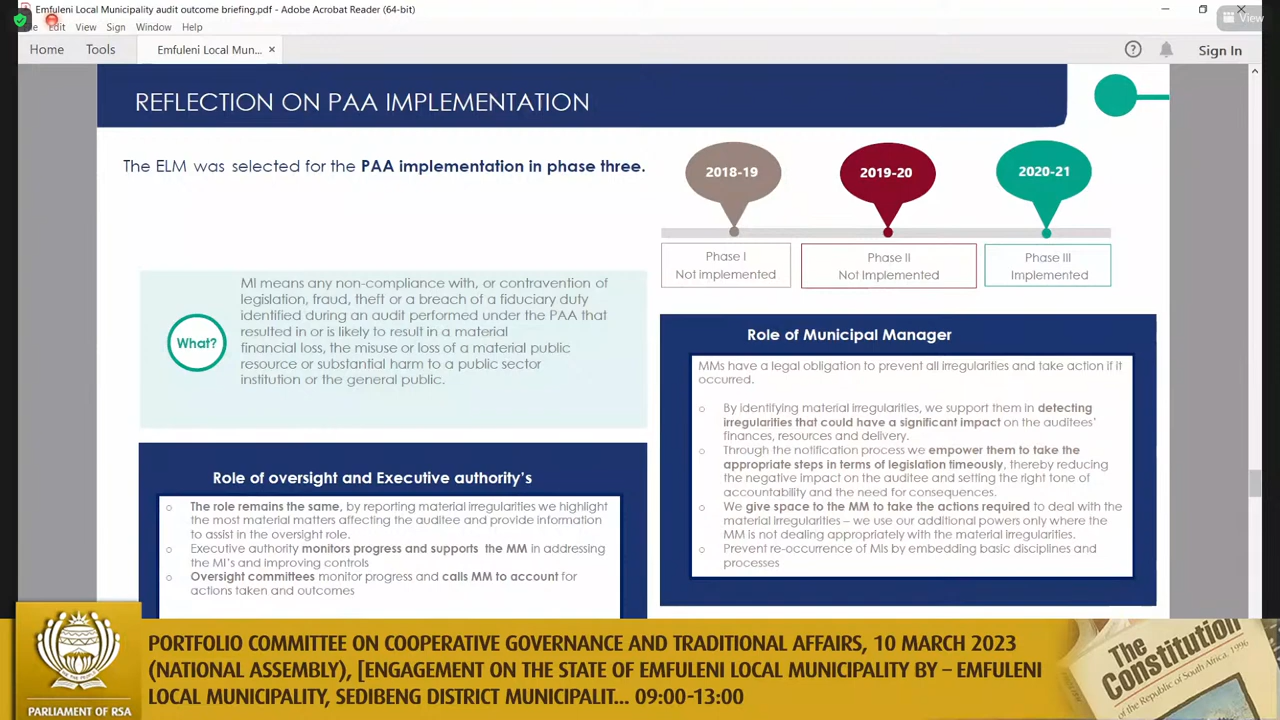 Emfuleni Local Municipality audit outcome briefing.pdf - Adobe Acrobat Reader (64-bit)
View
Edit View Sign Window Help
Home Tools Emfuleni Local Mun... × Sign In
REFLECTION ON PAA IMPLEMENTATION
The ELM was selected for the PAA implementation in phase three.
2018-19 2019-20 2020-21
Phase I
Not implemented
Phase II
Not Implemented
Phase III
Implemented
What?
MI means any non-compliance with, or contravention of
legislation, fraud, theft or a breach of a fiduciary duty
identified during an audit performed under the PAA that
resulted in or is likely to result in a material
financial loss, the misuse or loss of a material public
resource or substantial harm to a public sector
institution or the general public.
Role of Municipal Manager
MMs have a legal obligation to prevent all irregularities and take action if it
occurred.
o By identifying material irregularities, we support them in detecting
irregularities that could have a significant impact on the auditees'
finances, resources and delivery.
o Through the notification process we empower them to take the
appropriate steps in terms of legislation timeously, thereby reducing
the negative impact on the auditee and setting the right tone of
accountability and the need for consequences.
o We give space to the MM to take the actions required to deal with the
material irregularities – we use our additional powers only where the
MM is not dealing appropriately with the material irregularities.
o Prevent re-occurrence of MIs by embedding basic disciplines and
processes
Role of oversight and Executive authority's
o The role remains the same, by reporting material irregularities we highlight
the most material matters affecting the auditee and provide information
to assist in the oversight role.
o Executive authority monitors progress and supports the MM in addressing
the MI's and improving controls
o Oversight committees monitor progress and calls MM to account for
actions taken and outcomes
PARLIAMENT OF RSA
PORTFOLIO COMMITTEE ON COOPERATIVE GOVERNANCE AND TRADITIONAL AFFAIRS, 10 MARCH 2023
(NATIONAL ASSEMBLY), [ENGAGEMENT ON THE STATE OF EMFULENI LOCAL MUNICIPALITY BY – EMFULENI
LOCAL MUNICIPALITY, SEDIBENG DISTRICT MUNICIPALIT... 09:00-13:00
The
Constitution
of the Republic of South Africa, 1996